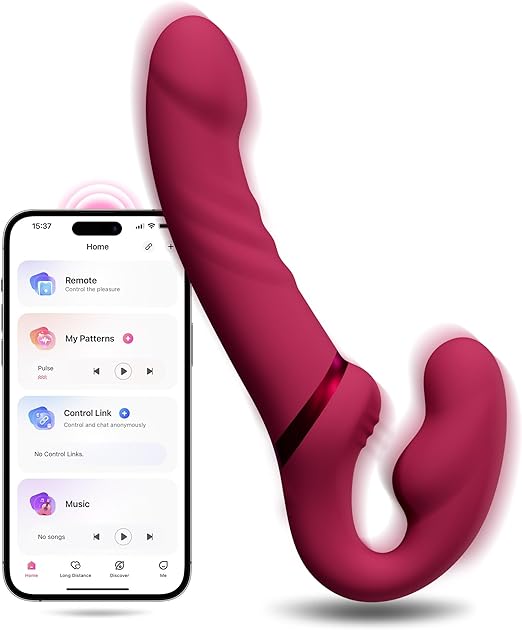 15:37
Home
Remote
Control the pleasure
My Patterns
Pulse
Control Link
Control and chat anonymously
No Control Links.
Music
No songs
Home
Long Distance
Discover
Me